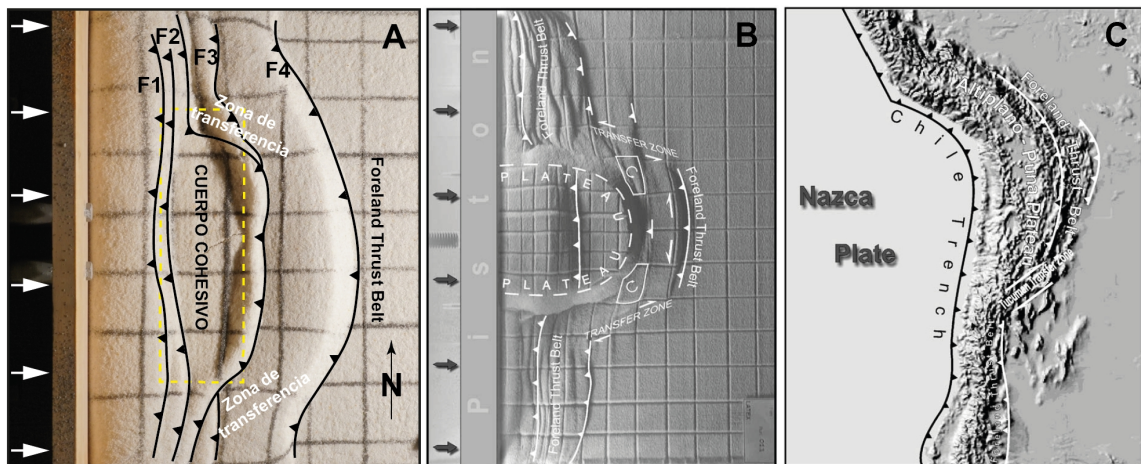 A
F1
F2
F3
F4
Zona de
transferencia
CUERPO COHESIVO
Foreland Thrust Belt
N
Zona de
transferencia
B
Piston
Foreland Thrust Belt
TRANSFER ZONE
C
PLATEAU
Foreland Thrust Belt
PLATEAU
C
TRANSFER ZONE
Foreland Thrust Belt
C
Altiplano - Puna Plateau
Foreland Thrust Belt
Chile Trench
Nazca
Plate